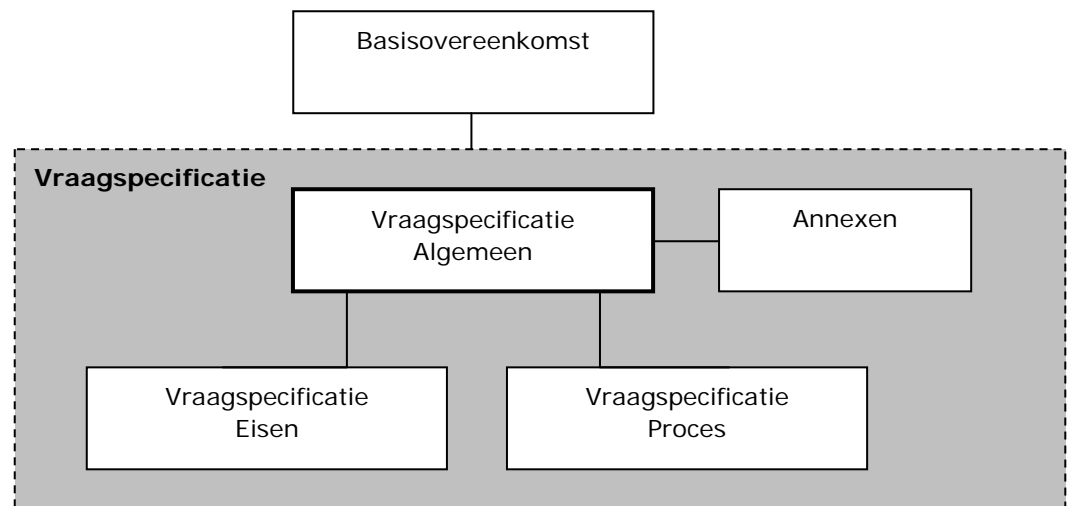 Basisovereenkomst
Vraagspecificatie
Vraagspecificatie
Algemeen
Annexen
Vraagspecificatie
Eisen
Vraagspecificatie
Proces